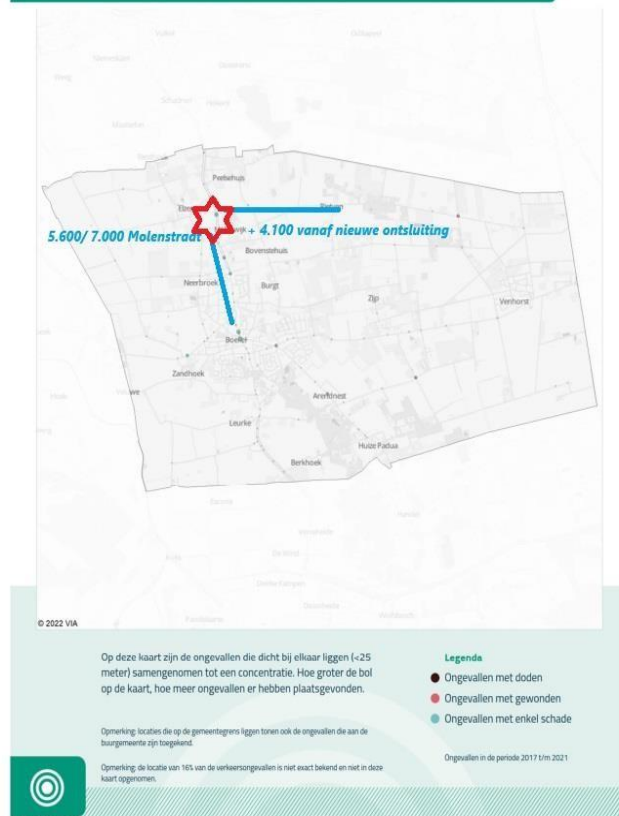 Volkel
Odiliapeel
Peelsehuis
5.600/ 7.000 Molenstraat
+ 4.100 vanaf nieuwe ontsluiting
Bovenstehuis
Neerbroek
Burgt
Zijp
Venhorst
Boekel
Zandhoek
Arendnest
Leurke
Huize Padua
Berkhoek
© 2022 VIA
Op deze kaart zijn de ongevallen die dicht bij elkaar liggen (<25
meter) samengenomen tot een concentratie. Hoe groter de bol
op de kaart, hoe meer ongevallen er hebben plaatsgevonden.
Opmerking: locaties die op de gemeentegrens liggen tonen ook de ongevallen die aan de
buurgemeente zijn toegekend.
Opmerking: de locatie van 16% van de verkeersongevallen is niet exact bekend en niet in deze
kaart opgenomen.
Legenda
Ongevallen met doden
Ongevallen met gewonden
Ongevallen met enkel schade
Ongevallen in de periode 2017 t/m 2021